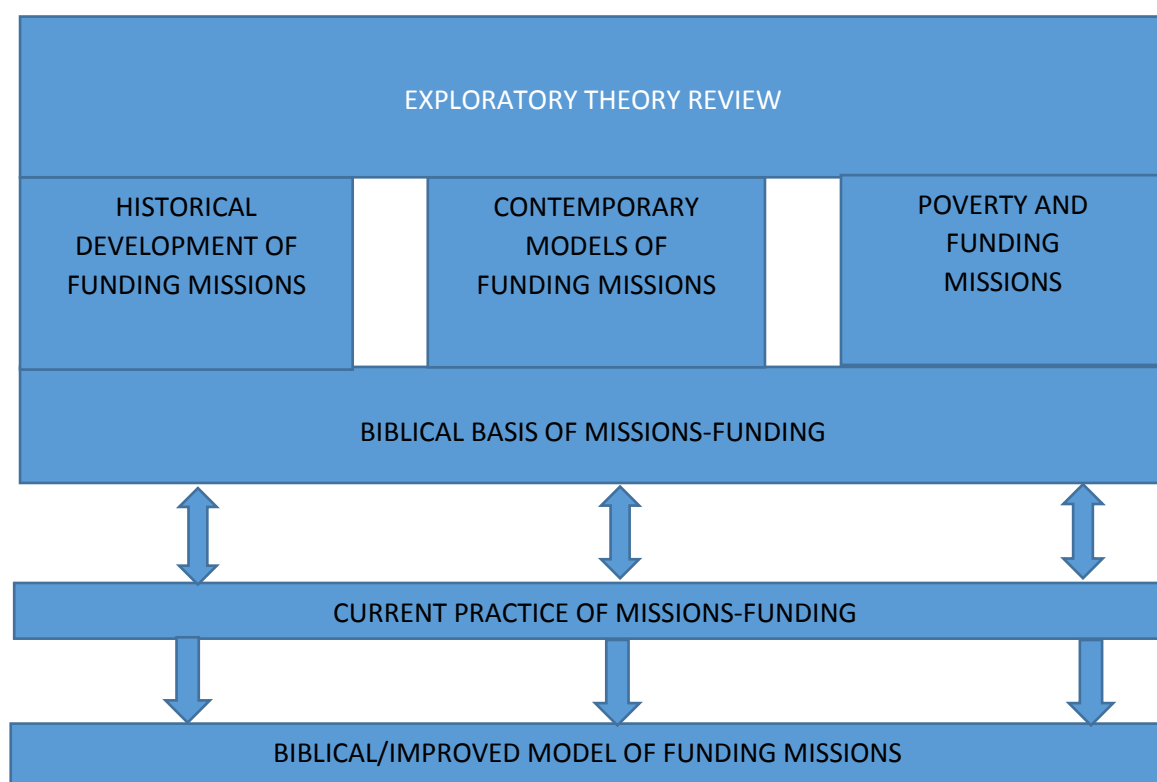 EXPLORATORY THEORY REVIEW
HISTORICAL
DEVELOPMENT OF
FUNDING MISSIONS
CONTEMPORARY
MODELS OF
FUNDING MISSIONS
POVERTY AND
FUNDING
MISSIONS
BIBLICAL BASIS OF MISSIONS-FUNDING
CURRENT PRACTICE OF MISSIONS-FUNDING
BIBLICAL/IMPROVED MODEL OF FUNDING MISSIONS